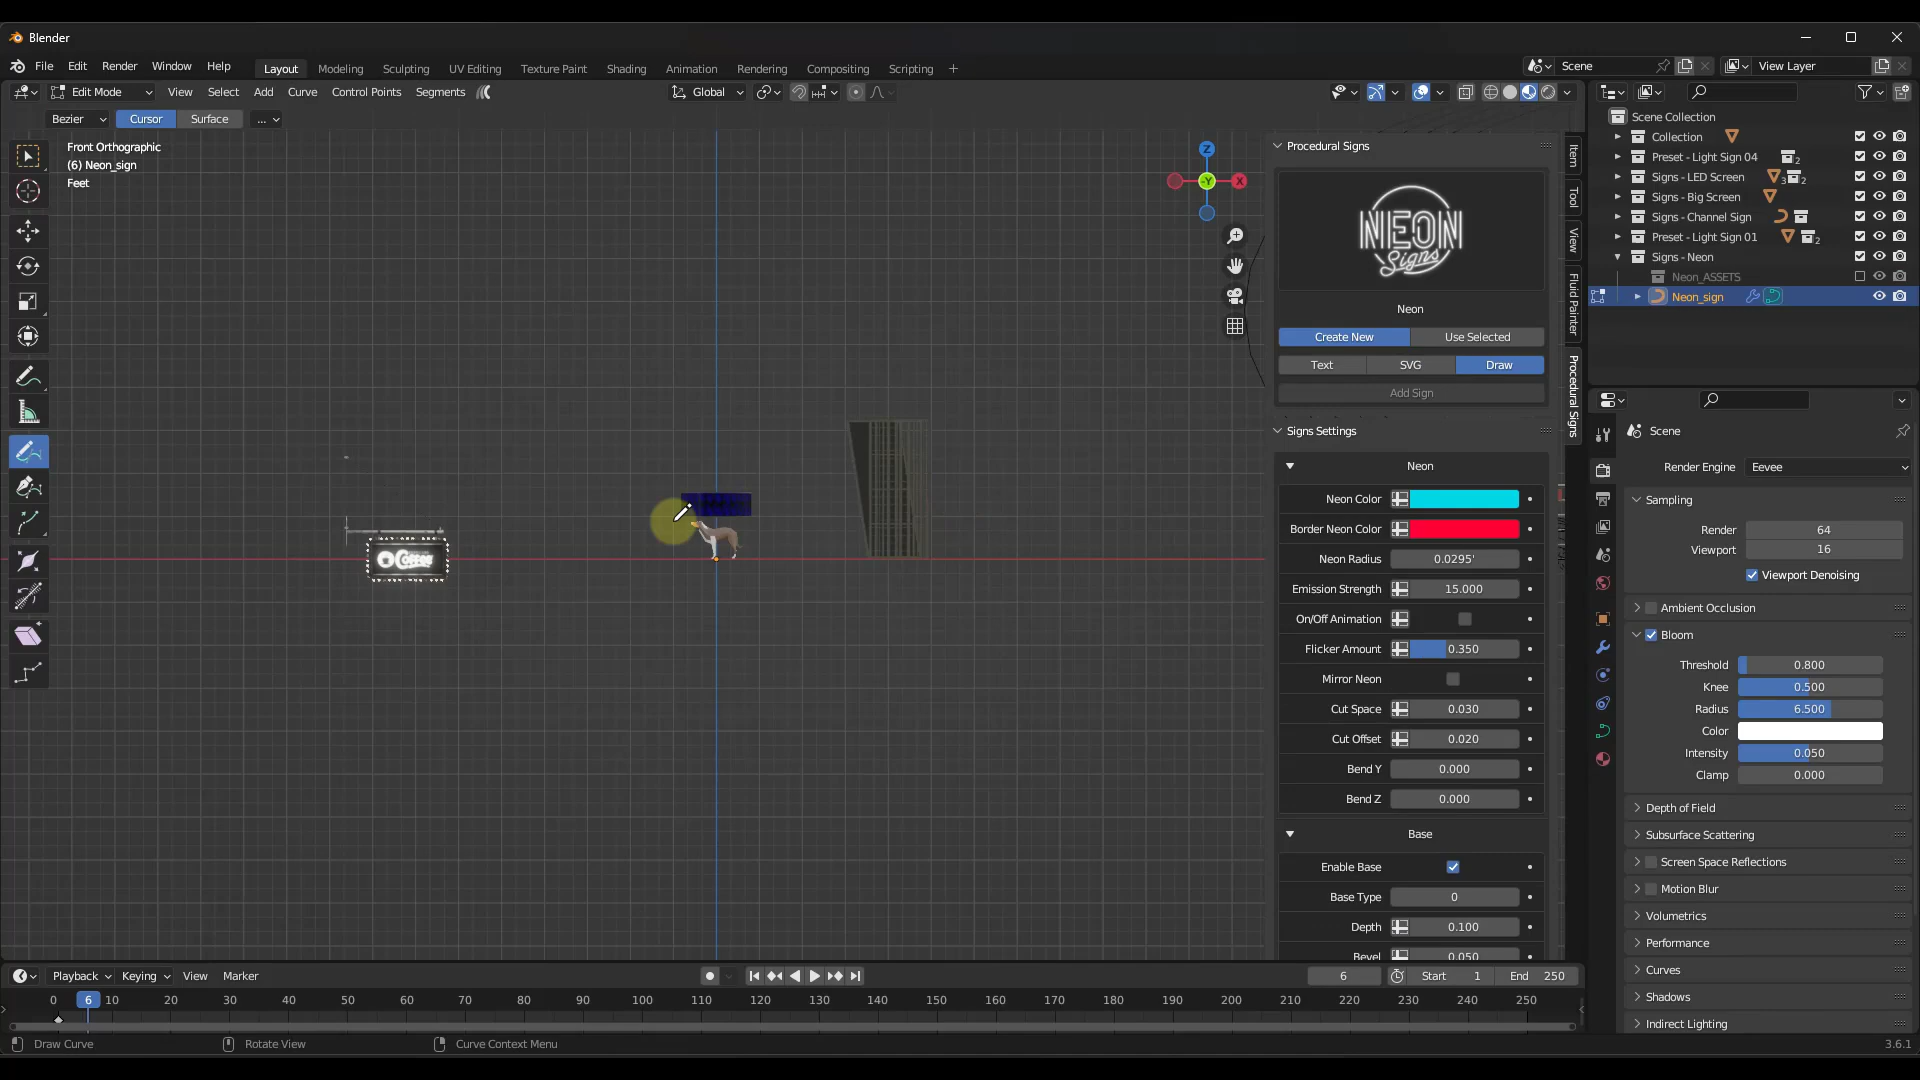 Blender
File Edit Render Window Help
Layout Modeling Sculpting UV Editing Texture Paint Shading Animation Rendering Compositing Scripting +
Scene View Layer
Edit Mode View Select Add Curve Control Points Segments
Global
Bezier Cursor Surface ...
Front Orthographic
(6) Neon_sign
Feet
Z
-Y
X
Coffee
Item
Tool
View
Fluid Painter
Procedural Signs
Procedural Signs
NEON
Signs
Neon
Create New Use Selected
Text SVG Draw
Add Sign
Signs Settings
Neon
Neon Color
Border Neon Color
Neon Radius 0.0295'
Emission Strength 15.000
On/Off Animation
Flicker Amount 0.350
Mirror Neon
Cut Space 0.030
Cut Offset 0.020
Bend Y 0.000
Bend Z 0.000
Base
Enable Base
Base Type 0
Depth 0.100
Bevel 0.050
Scene Collection
Collection
Preset - Light Sign 04 2
Signs - LED Screen 3 2
Signs - Big Screen
Signs - Channel Sign
Preset - Light Sign 01 2
Signs - Neon
Neon_ASSETS
Neon_sign
Scene
Render Engine Eevee
Sampling
Render 64
Viewport 16
Viewport Denoising
Ambient Occlusion
Bloom
Threshold 0.800
Knee 0.500
Radius 6.500
Color
Intensity 0.050
Clamp 0.000
Depth of Field
Subsurface Scattering
Screen Space Reflections
Motion Blur
Volumetrics
Performance
Curves
Shadows
Indirect Lighting
Playback Keying View Marker
6 Start 1 End 250
0 6 10 20 30 40 50 60 70 80 90 100 110 120 130 140 150 160 170 180 190 200 210 220 230 240 250
Draw Curve Rotate View Curve Context Menu 3.6.1